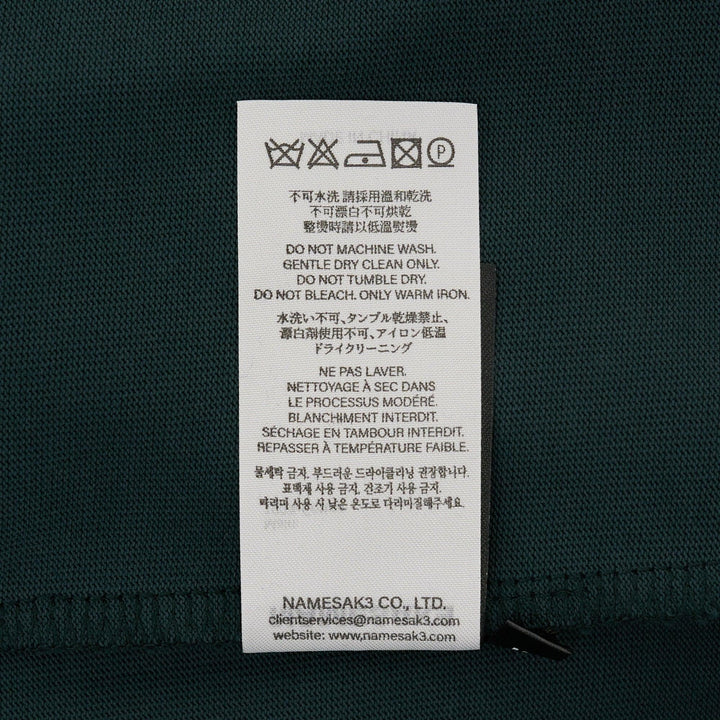 不可水洗 請採用溫和乾洗
不可漂白不可烘乾
整燙時請以低溫熨燙
DO NOT MACHINE WASH.
GENTLE DRY CLEAN ONLY.
DO NOT TUMBLE DRY.
DO NOT BLEACH. ONLY WARM IRON.
水洗い不可、タンブル乾燥禁止、
漂白剤使用不可、アイロン低温
ドライクリーニング
NE PAS LAVER.
NETTOYAGE À SEC DANS
LE PROCESSUS MODÉRÉ.
BLANCHIMENT INTERDIT.
SÉCHAGE EN TAMBOUR INTERDIT.
REPASSER À TEMPÉRATURE FAIBLE.
물세탁 금지, 부드러운 드라이클리닝 권장합니다.
표백제 사용 금지, 건조기 사용 금지.
다리미 사용 시 낮은 온도로 다리미질해주세요.
NAMESAK3 CO., LTD.
clientservices@namesak3.com
website: www.namesak3.com